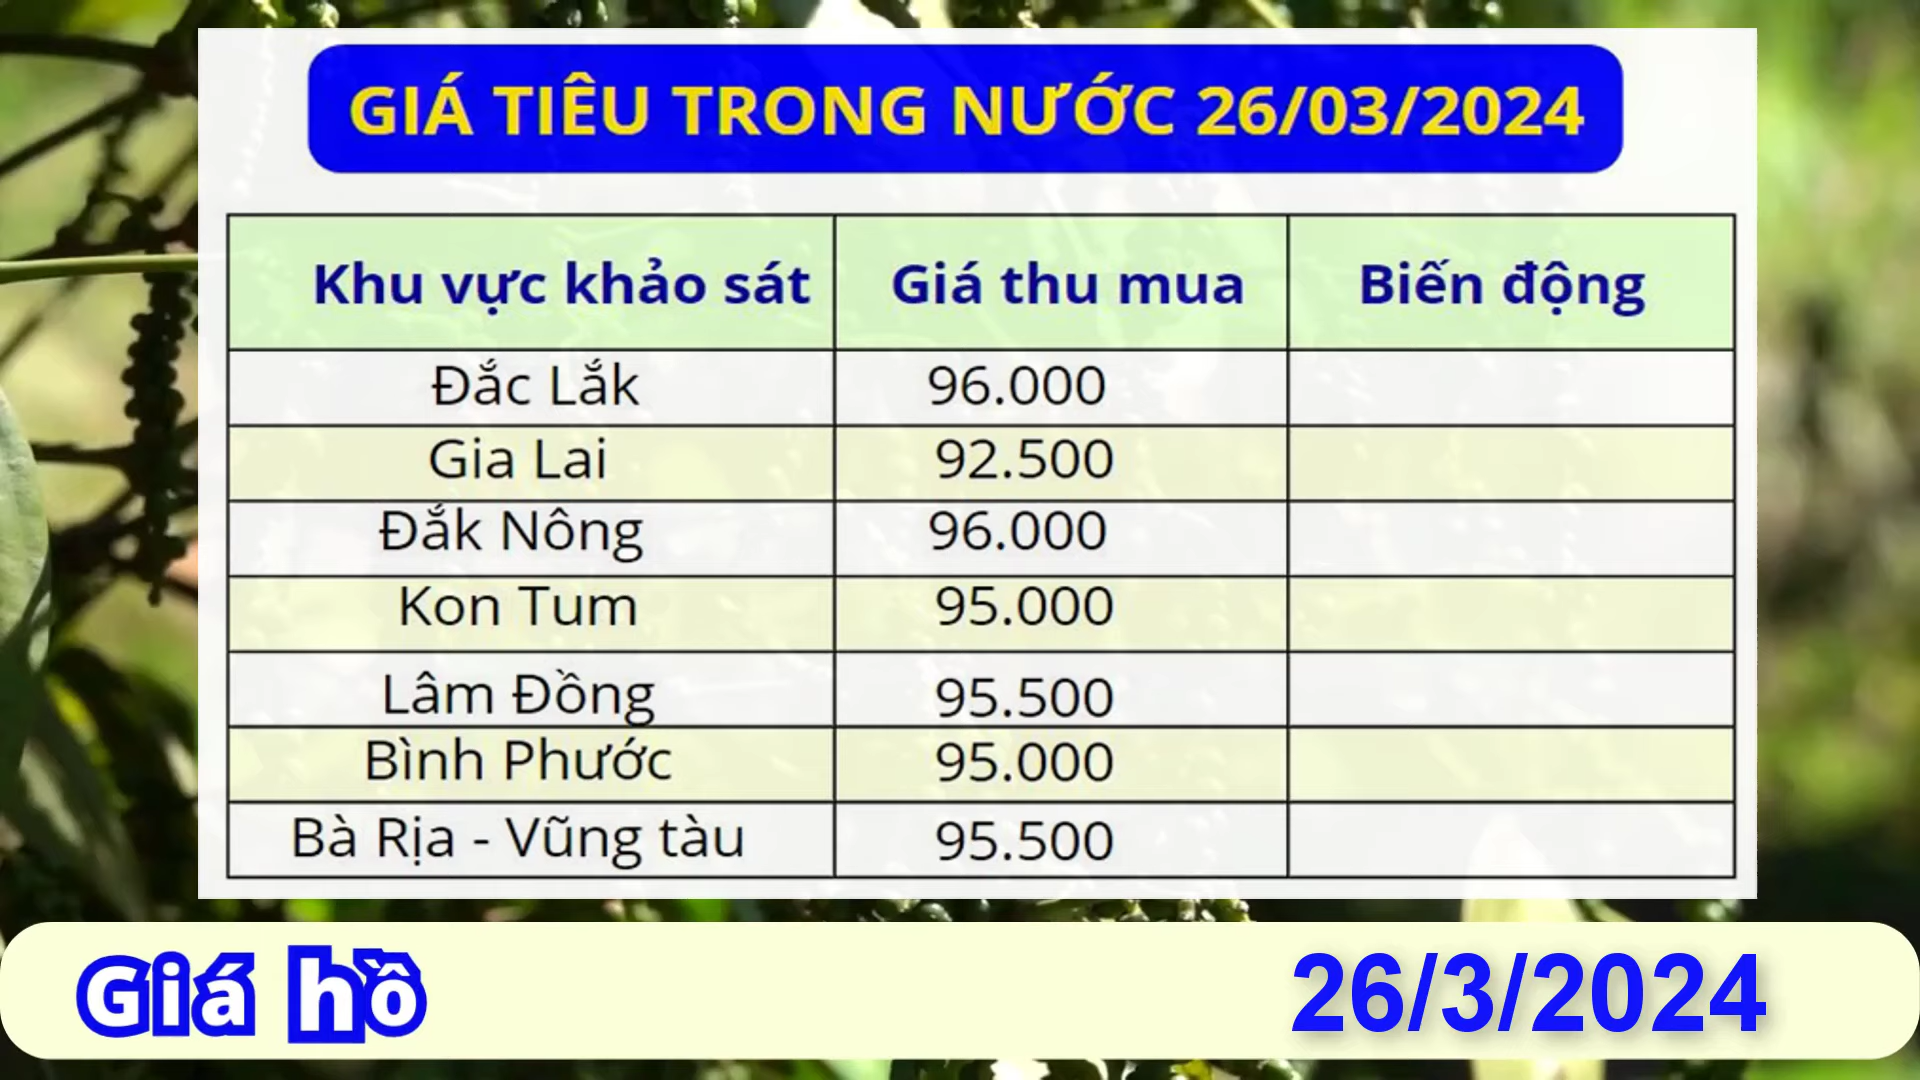 GIÁ TIÊU TRONG NƯỚC 26/03/2024
Khu vực khảo sát Giá thu mua Biến động
Đắc Lắk 96.000
Gia Lai 92.500
Đắk Nông 96.000
Kon Tum 95.000
Lâm Đồng 95.500
Bình Phước 95.000
Bà Rịa - Vũng tàu 95.500
Giá hồ 26/3/2024